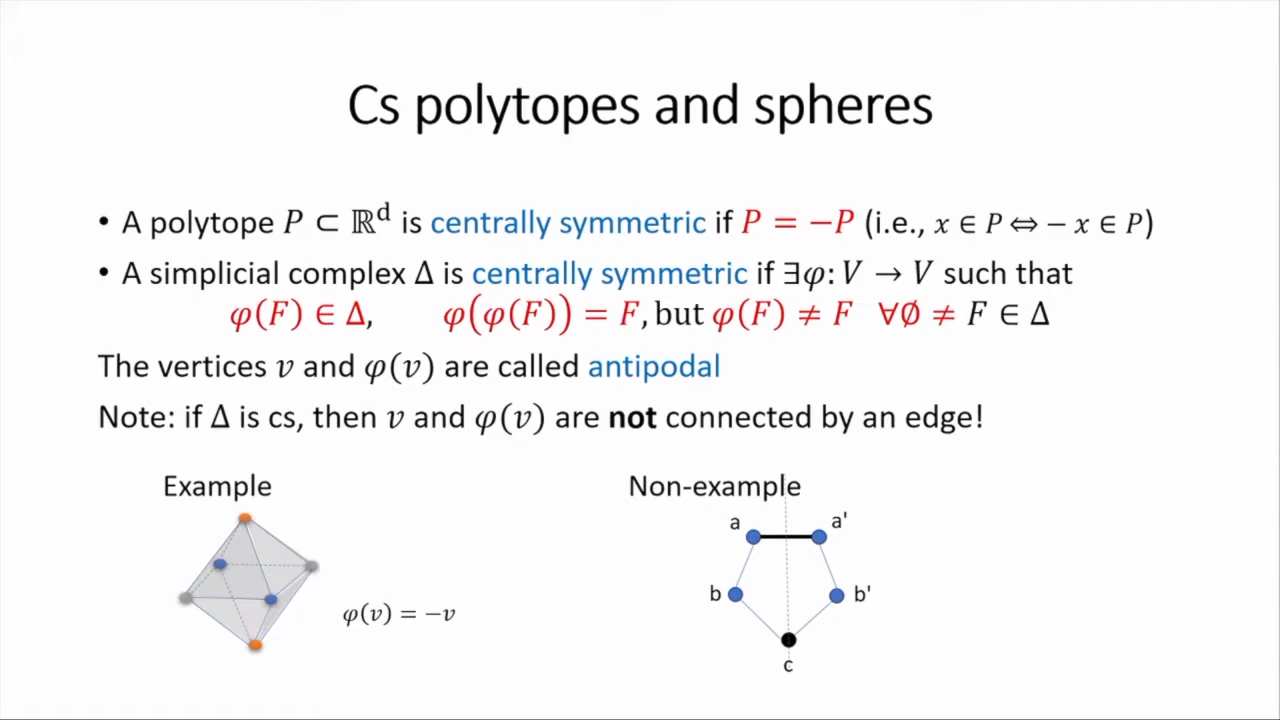 Cs polytopes and spheres
• A polytope P ⊂ ℝᵈ is centrally symmetric if P = −P (i.e., x ∈ P ⇔ − x ∈ P)
• A simplicial complex Δ is centrally symmetric if ∃φ: V → V such that
φ(F) ∈ Δ, φ(φ(F)) = F, but φ(F) ≠ F ∀∅ ≠ F ∈ Δ
The vertices v and φ(v) are called antipodal
Note: if Δ is cs, then v and φ(v) are not connected by an edge!
Example
Non-example
a
a'
b
b'
φ(v) = −v
c